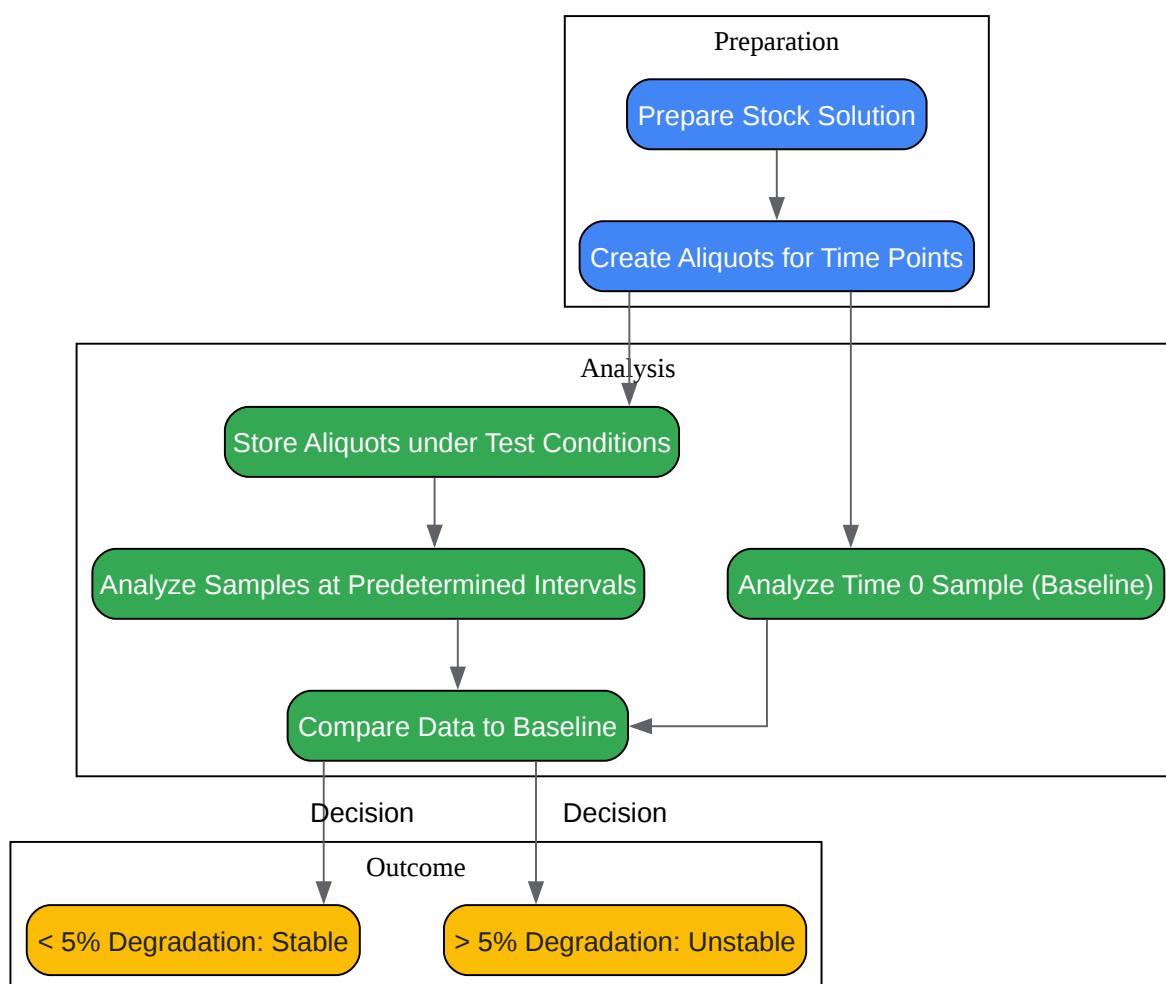 Preparation
Prepare Stock Solution
Create Aliquots for Time Points
Analysis
Store Aliquots under Test Conditions
Analyze Samples at Predetermined Intervals
Analyze Time 0 Sample (Baseline)
Compare Data to Baseline
Decision
Decision
Outcome
< 5% Degradation: Stable
> 5% Degradation: Unstable